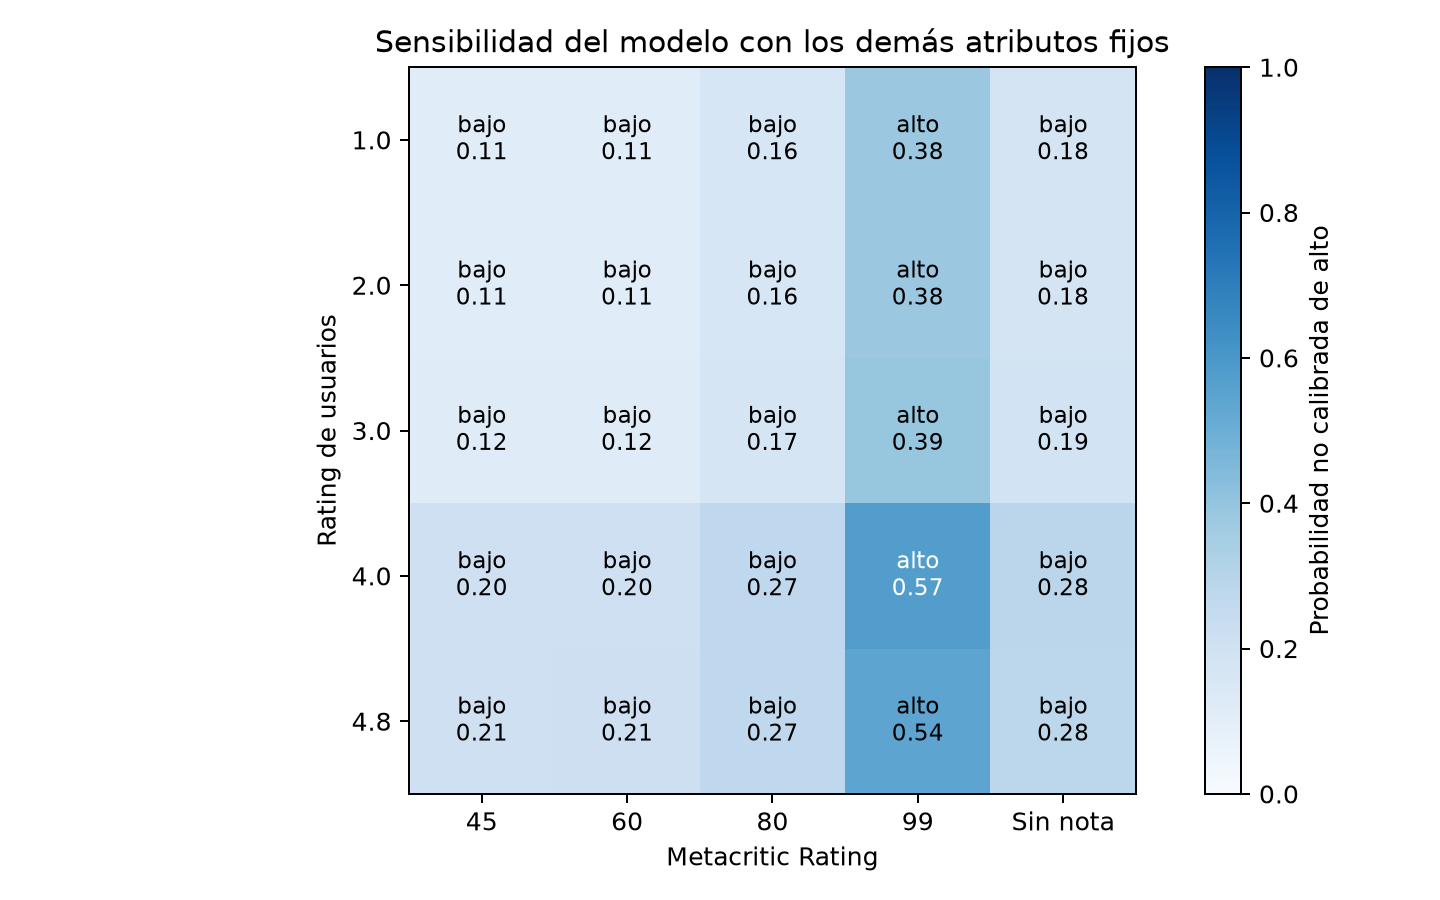 Sensibilidad del modelo con los demás atributos fijos
Rating de usuarios
1.0
bajo bajo bajo alto bajo
0.11 0.11 0.16 0.38 0.18
2.0
bajo bajo bajo alto bajo
0.11 0.11 0.16 0.38 0.18
3.0
bajo bajo bajo alto bajo
0.12 0.12 0.17 0.39 0.19
4.0
bajo bajo bajo alto bajo
0.20 0.20 0.27 0.57 0.28
4.8
bajo bajo bajo alto bajo
0.21 0.21 0.27 0.54 0.28
45 60 80 99 Sin nota
Metacritic Rating
1.0
0.8
0.6
0.4
0.2
0.0
Probabilidad no calibrada de alto